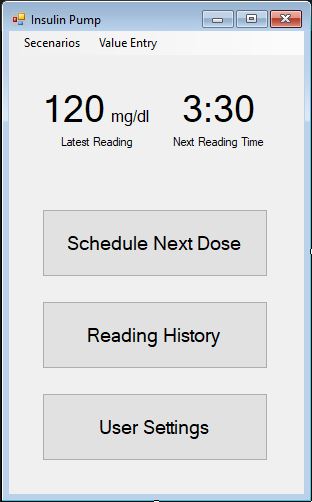 Insulin Pump
Secenarios Value Entry
120 mg/dl 3:30
Latest Reading Next Reading Time
Schedule Next Dose
Reading History
User Settings